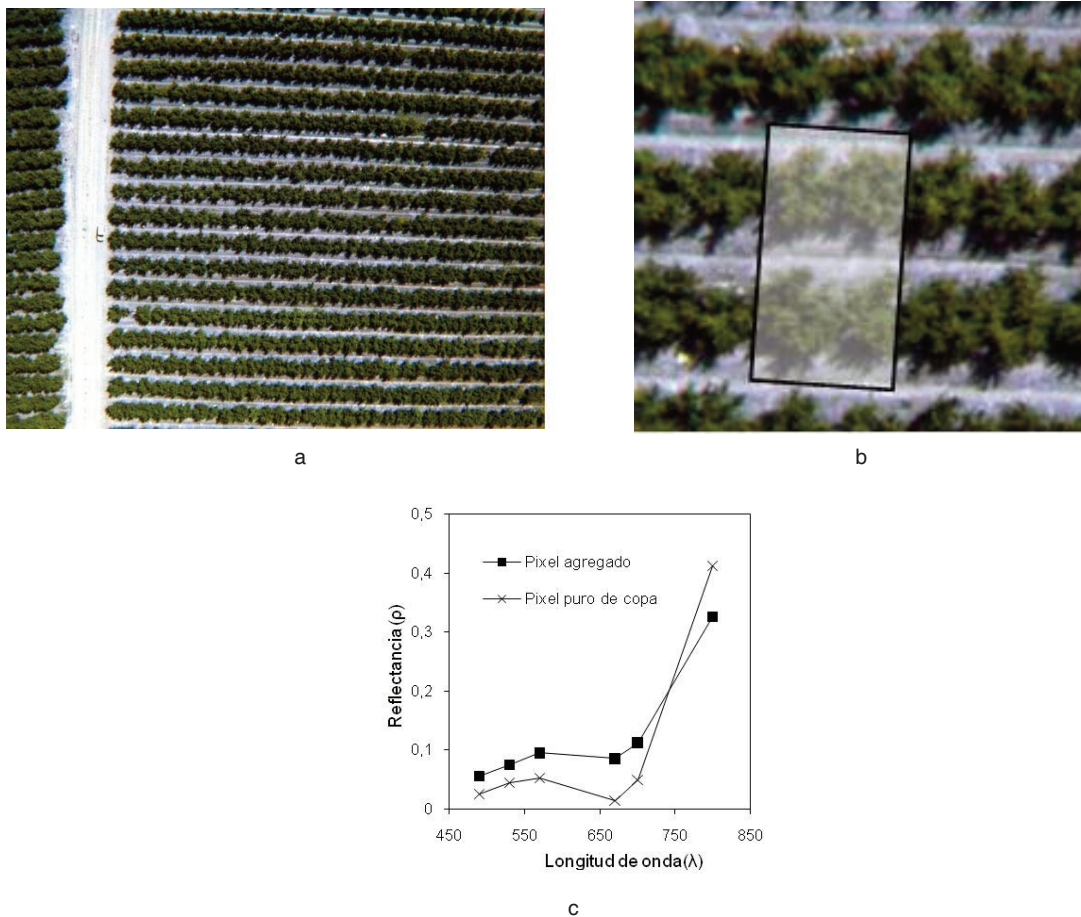 a
b
0,5
0,4
0,3
0,2
0,1
0
Reflectancia (ρ)
Pixel agregado
Pixel puro de copa
450 550 650 750 850
Longitud de onda(λ)
c